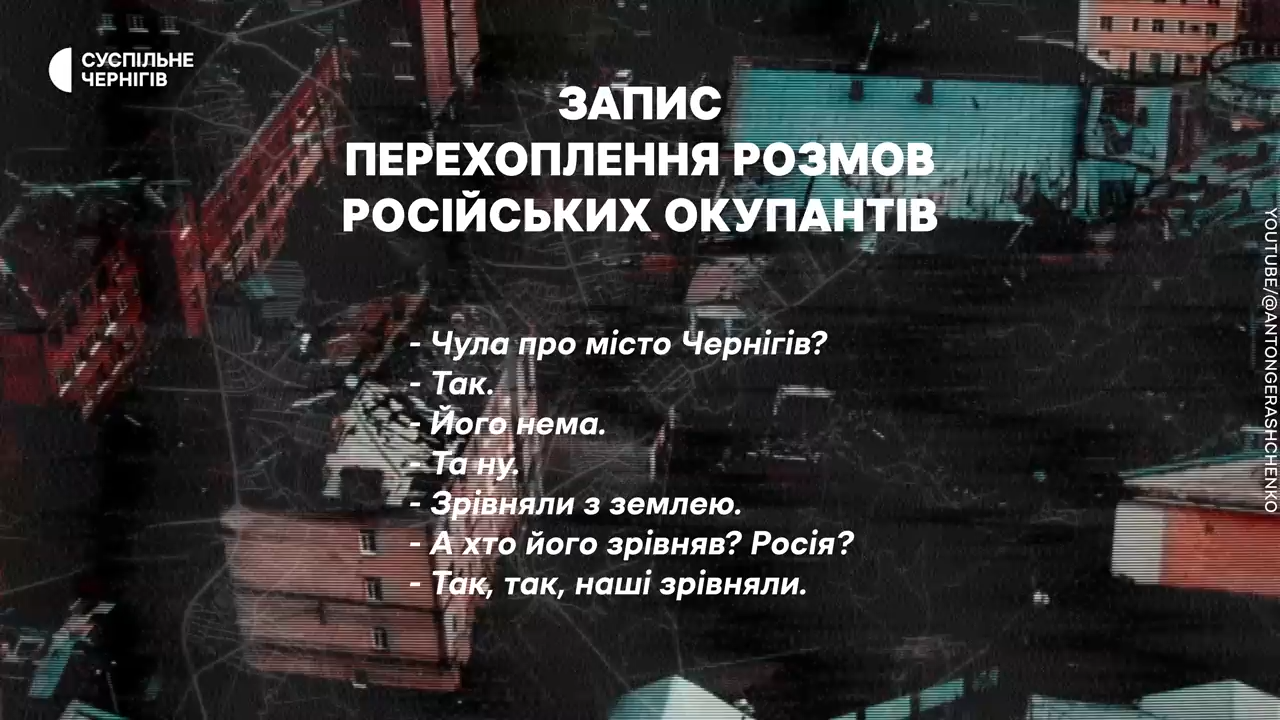 СУСПІЛЬНЕ
ЧЕРНІГІВ
ЗАПИС
ПЕРЕХОПЛЕННЯ РОЗМОВ
РОСІЙСЬКИХ ОКУПАНТІВ
- Чула про місто Чернігів?
- Так.
- Його нема.
- Та ну.
- Зрівняли з землею.
- А хто його зрівняв? Росія?
- Так, так, наші зрівняли.
YOUTUBE/@ANTONGERASHCHENKO